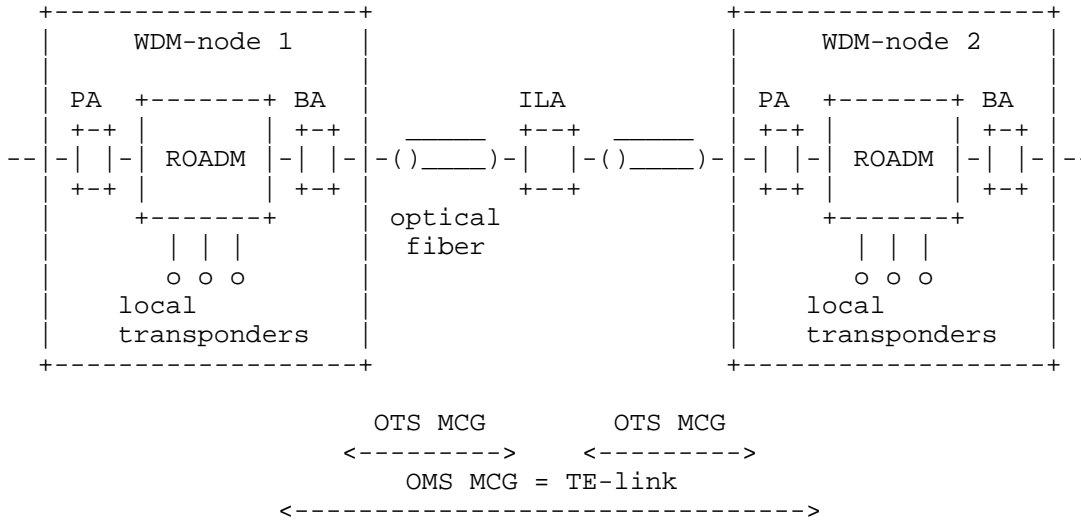 WDM-node 1 WDM-node 2
PA BA ILA PA BA
ROADM ROADM
optical
fiber
local local
transponders transponders
OTS MCG OTS MCG
OMS MCG = TE-link